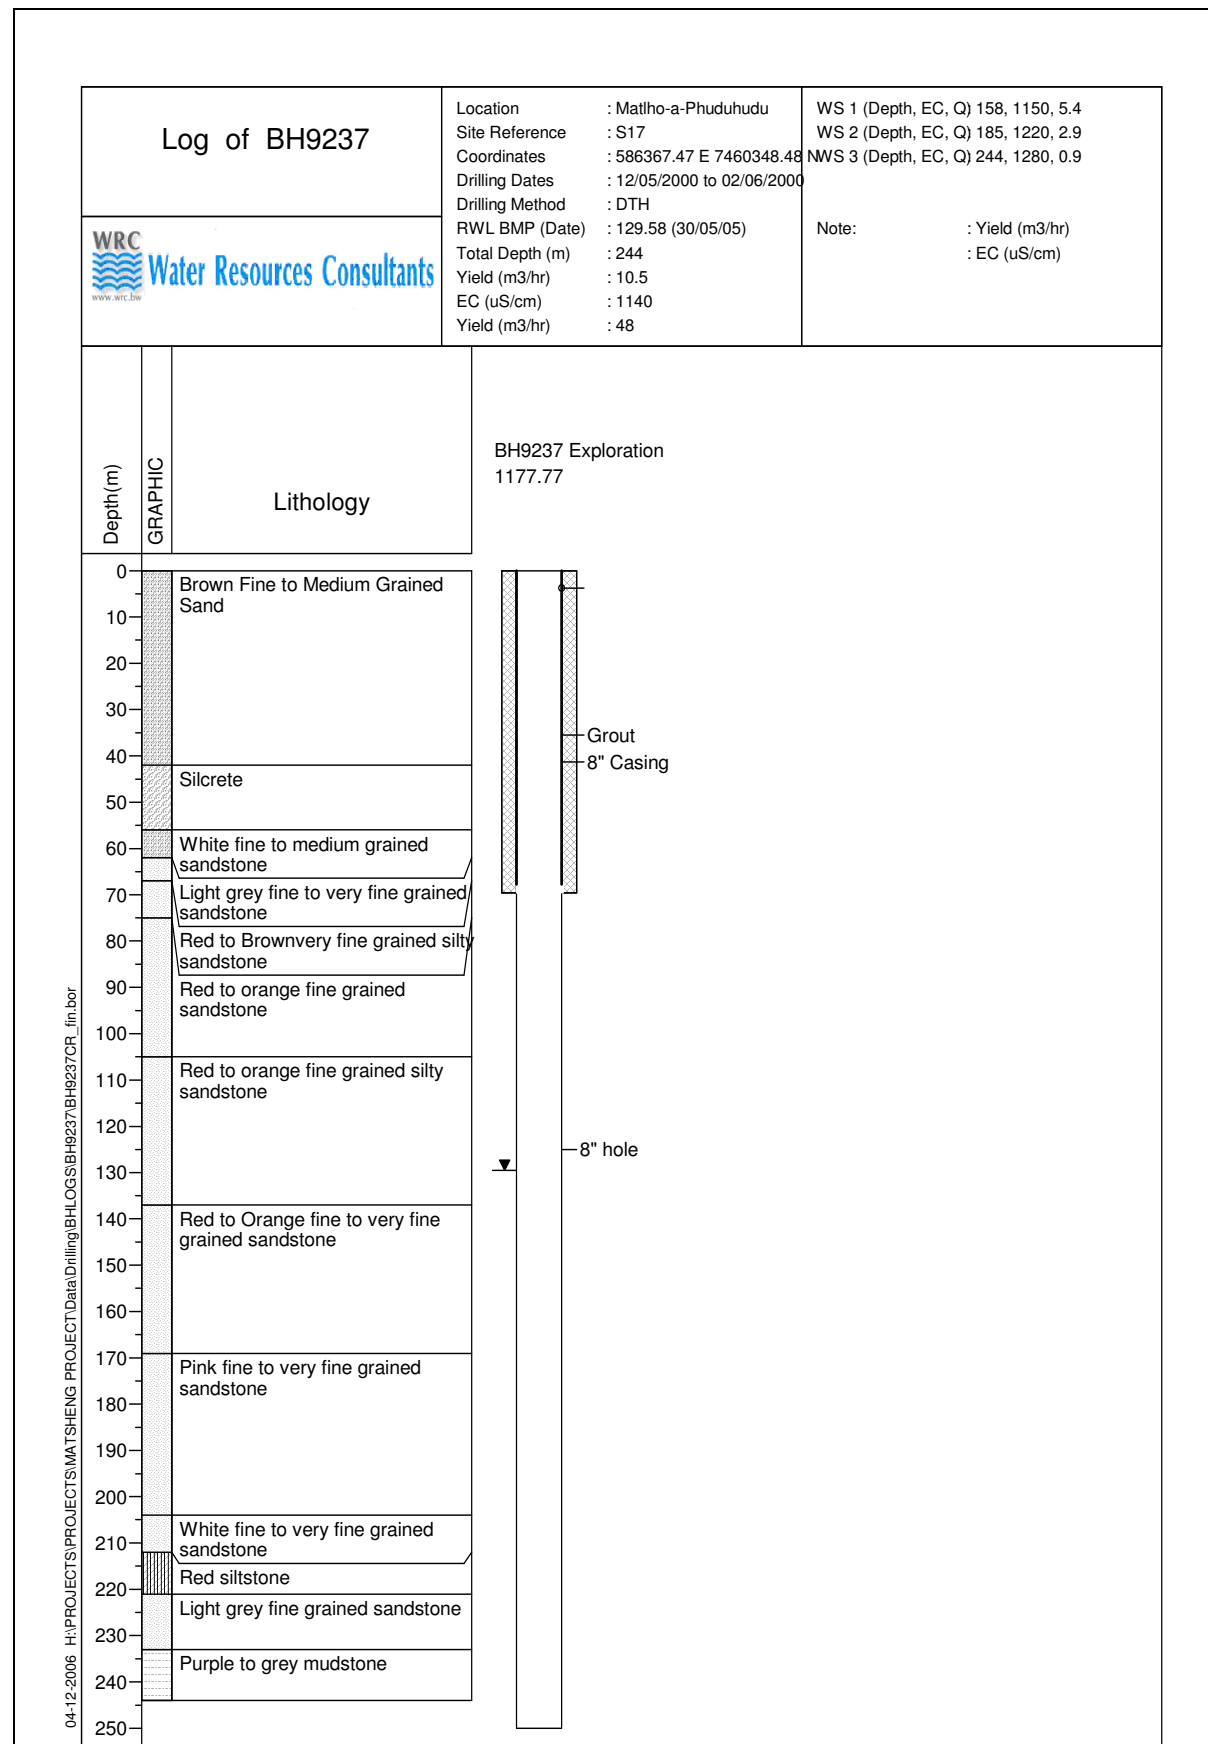 Log of BH9237
WRC
Water Resources Consultants
www.wrc.bw
Location : Matlho-a-Phuduhudu
Site Reference : S17
Coordinates : 586367.47 E 7460348.48 N
Drilling Dates : 12/05/2000 to 02/06/2000
Drilling Method : DTH
RWL BMP (Date) : 129.58 (30/05/05)
Total Depth (m) : 244
Yield (m3/hr) : 10.5
EC (uS/cm) : 1140
Yield (m3/hr) : 48
WS 1 (Depth, EC, Q) : 158, 1150, 5.4
WS 2 (Depth, EC, Q) : 185, 1220, 2.9
WS 3 (Depth, EC, Q) : 244, 1280, 0.9
Note: : Yield (m3/hr)
: EC (uS/cm)
Depth(m)
GRAPHIC
Lithology
BH9237 Exploration
1177.77
0
10
20
30
40
50
60
70
80
90
100
110
120
130
140
150
160
170
180
190
200
210
220
230
240
250
Brown Fine to Medium Grained
Sand
Silcrete
White fine to medium grained
sandstone
Light grey fine to very fine grained
sandstone
Red to Brownvery fine grained silty
sandstone
Red to orange fine grained
sandstone
Red to orange fine grained silty
sandstone
Red to Orange fine to very fine
grained sandstone
Pink fine to very fine grained
sandstone
White fine to very fine grained
sandstone
Red siltstone
Light grey fine grained sandstone
Purple to grey mudstone
Grout
8" Casing
8" hole
04-12-2006 H:\PROJECTS\PROJECTS\MATSHENG PROJECT\Data\Drilling\BHLOGS\BH9237\BH9237CR_fin.bor